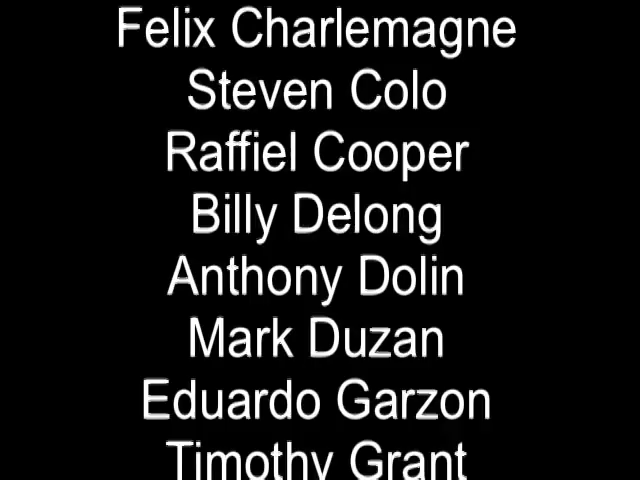 Felix Charlemagne
Steven Colo
Raffiel Cooper
Billy Delong
Anthony Dolin
Mark Duzan
Eduardo Garzon
Timothy Grant